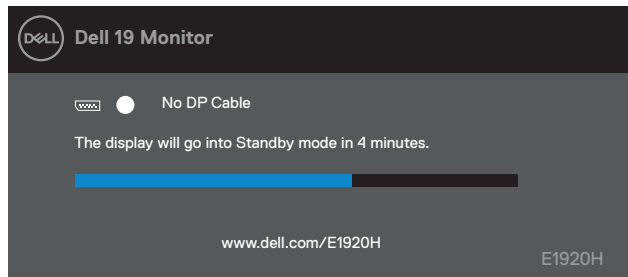 DELL Dell 19 Monitor
No DP Cable
The display will go into Standby mode in 4 minutes.
www.dell.com/E1920H
E1920H